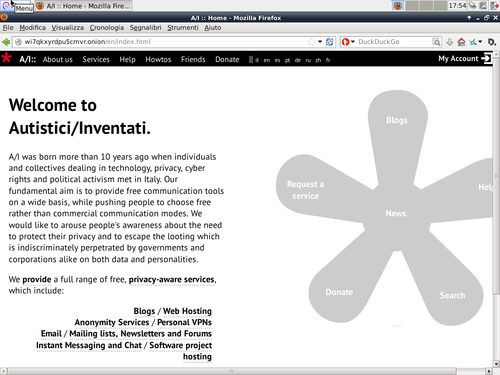 Menu
A/I :: Home - Mozilla Fire...
17:54
A/I :: Home - Mozilla Firefox
File Modifica Visualizza Cronologia Segnalibri Strumenti Aiuto
wi7qkxyrdpu5cmvr.onion/en/index.html
DuckDuckGo
A/I:: About us Services Help Howtos Friends Donate it en es pt de ru zh fr My Account
Welcome to
Autistici/Inventati.
A/I was born more than 10 years ago when individuals
and collectives dealing in technology, privacy, cyber
rights and political activism met in Italy. Our
fundamental aim is to provide free communication tools
on a wide basis, while pushing people to choose free
rather than commercial communication modes. We
would like to arouse people's awareness about the need
to protect their privacy and to escape the looting which
is indiscriminately perpetrated by governments and
corporations alike on both data and personalities.
We provide a full range of free, privacy-aware services,
which include:
Blogs / Web Hosting
Anonymity Services / Personal VPNs
Email / Mailing lists, Newsletters and Forums
Instant Messaging and Chat / Software project
hosting
Blogs
Request a
service
Help
News
Donate
Search